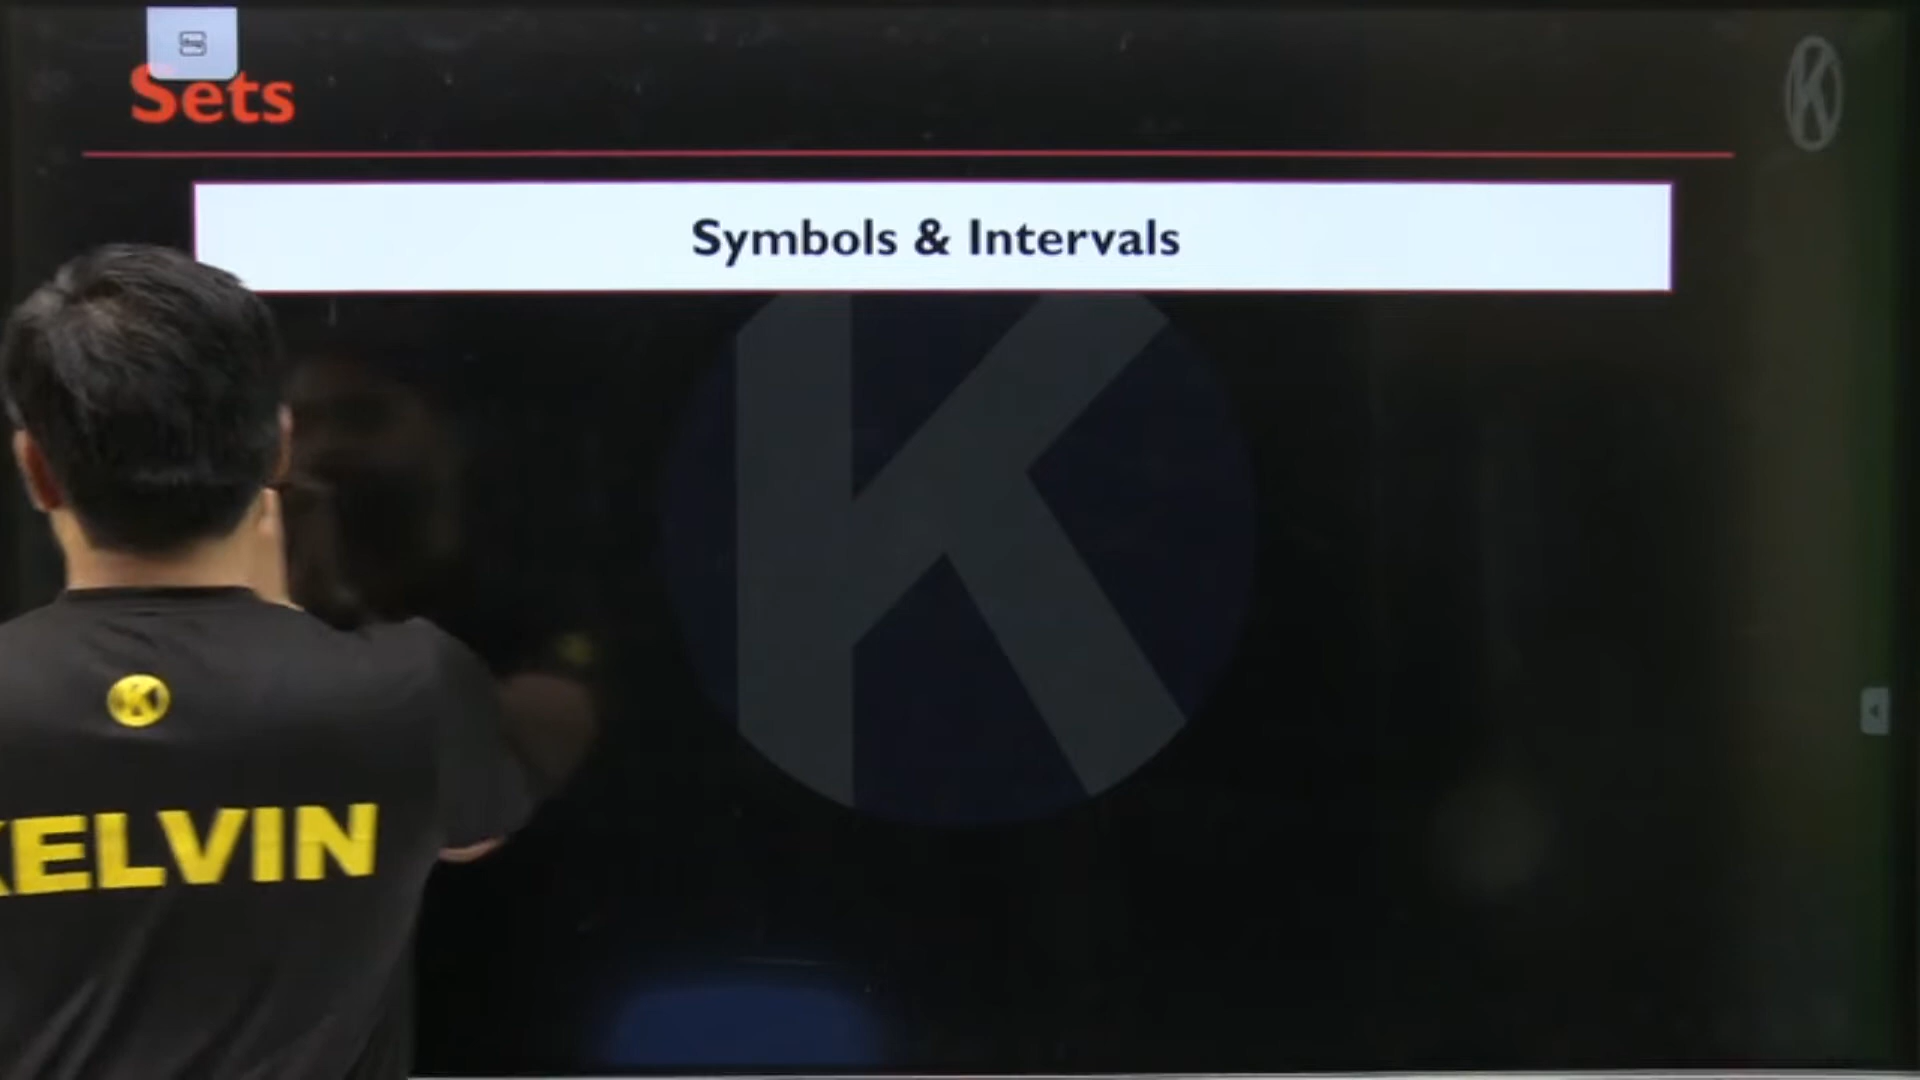 Sets
K
Symbols & Intervals
K
K
KELVIN